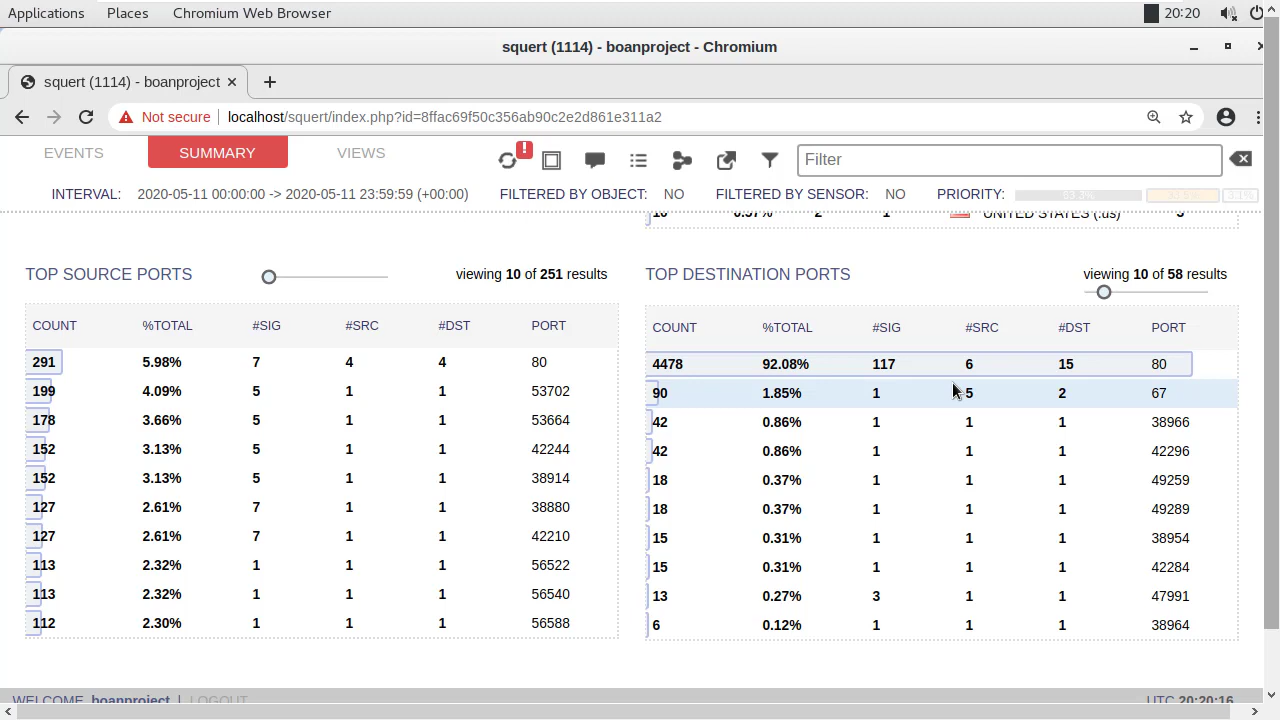 Applications Places Chromium Web Browser 20:20
squert (1114) - boanproject - Chromium
squert (1114) - boanproject
Not secure localhost/squert/index.php?id=8ffac69f50c356ab90c2e2d861e311a2
EVENTS SUMMARY VIEWS ! Filter
INTERVAL: 2020-05-11 00:00:00 -> 2020-05-11 23:59:59 (+00:00) FILTERED BY OBJECT: NO FILTERED BY SENSOR: NO PRIORITY: 3.1%
2 1 UNITED STATES (.us)
TOP SOURCE PORTS viewing 10 of 251 results
COUNT %TOTAL #SIG #SRC #DST PORT
291 5.98% 7 4 4 80
199 4.09% 5 1 1 53702
178 3.66% 5 1 1 53664
152 3.13% 5 1 1 42244
152 3.13% 5 1 1 38914
127 2.61% 7 1 1 38880
127 2.61% 7 1 1 42210
113 2.32% 1 1 1 56522
113 2.32% 1 1 1 56540
112 2.30% 1 1 1 56588
TOP DESTINATION PORTS viewing 10 of 58 results
COUNT %TOTAL #SIG #SRC #DST PORT
4478 92.08% 117 6 15 80
90 1.85% 1 5 2 67
42 0.86% 1 1 1 38966
42 0.86% 1 1 1 42296
18 0.37% 1 1 1 49259
18 0.37% 1 1 1 49289
15 0.31% 1 1 1 38954
15 0.31% 1 1 1 42284
13 0.27% 3 1 1 47991
6 0.12% 1 1 1 38964
WELCOME boanproject | LOGOUT UTC 20:20:16